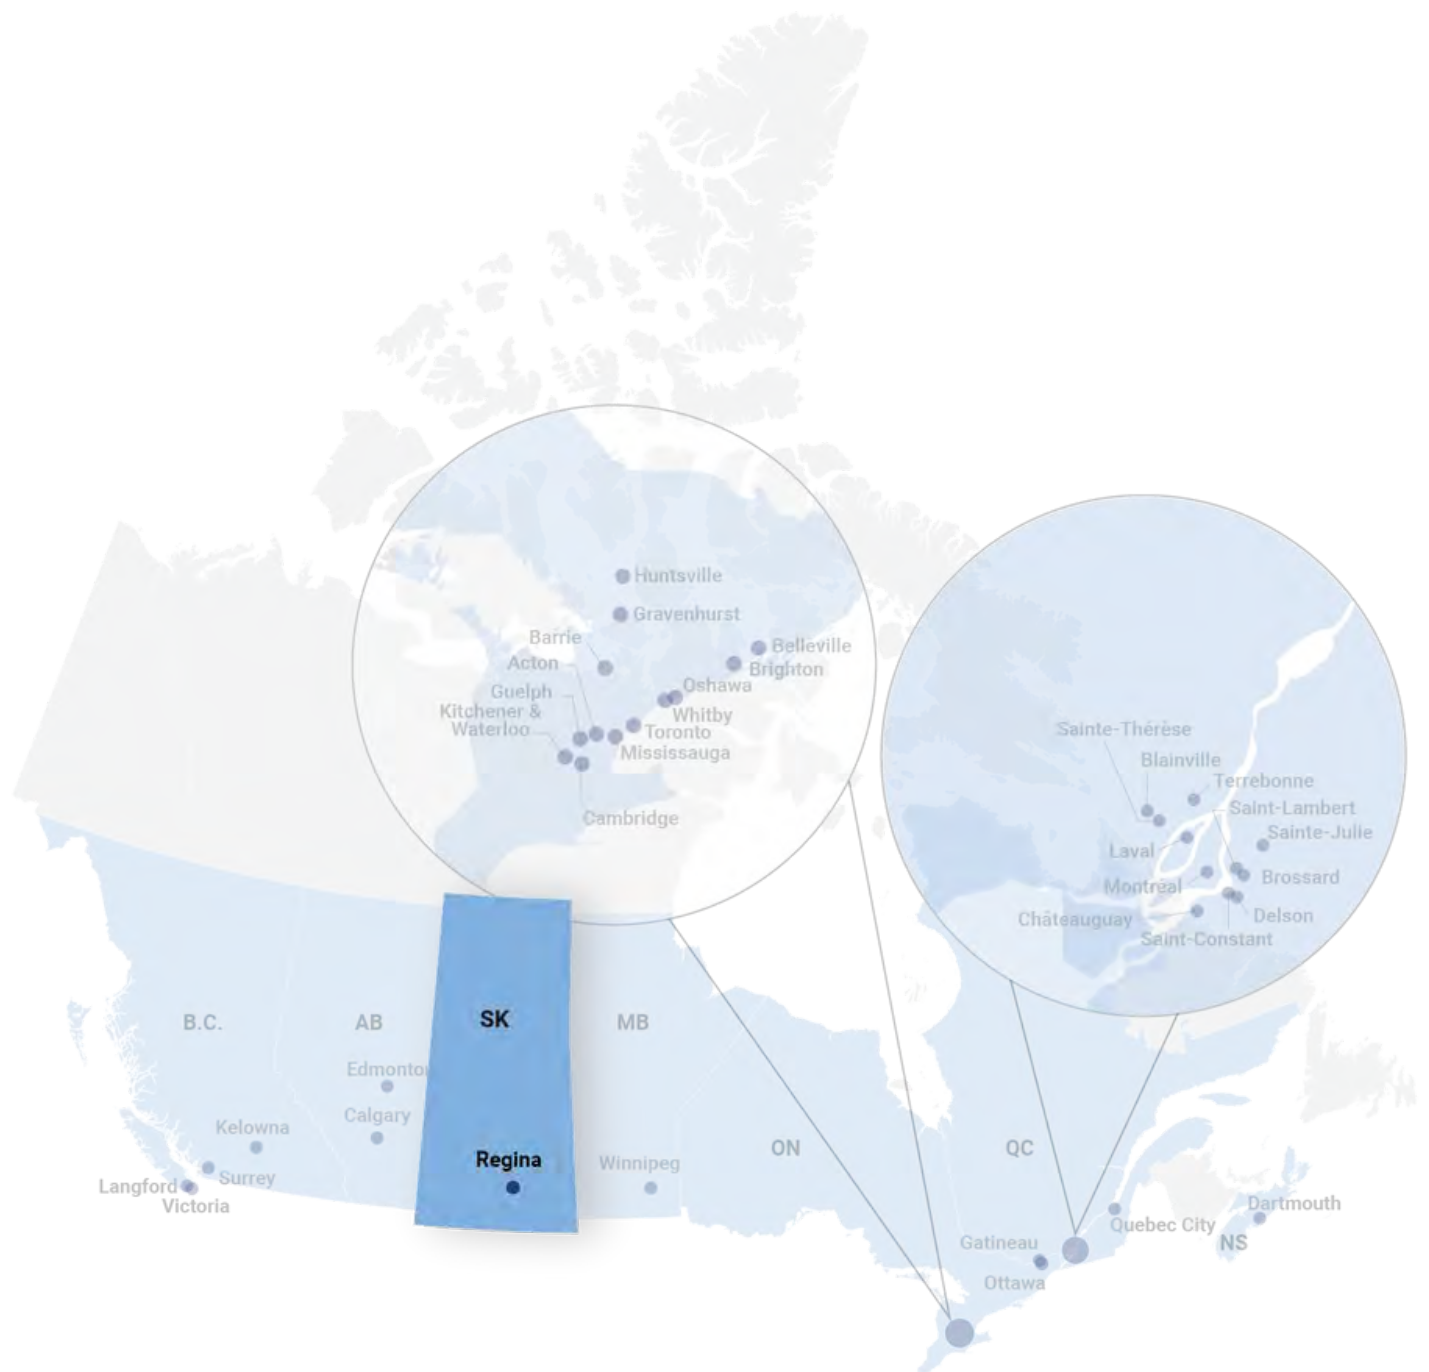 Huntsville
Gravenhurst
Barrie
Belleville
Acton
Brighton
Oshawa
Guelph
Kitchener &
Waterloo
Whitby
Toronto
Mississauga
Cambridge
Sainte-Thérèse
Blainville
Terrebonne
Saint-Lambert
Sainte-Julie
Laval
Brossard
Montréal
Châteauguay
Delson
Saint-Constant
B.C.
AB
SK
MB
Edmonton
Calgary
Kelowna
ON
QC
Regina
Winnipeg
Surrey
Langford
Victoria
Dartmouth
Quebec City
NS
Gatineau
Ottawa